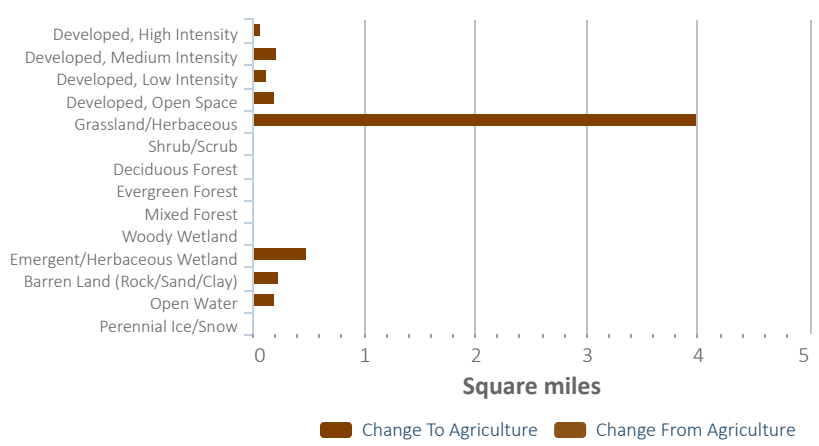 Developed, High Intensity
Developed, Medium Intensity
Developed, Low Intensity
Developed, Open Space
Grassland/Herbaceous
Shrub/Scrub
Deciduous Forest
Evergreen Forest
Mixed Forest
Woody Wetland
Emergent/Herbaceous Wetland
Barren Land (Rock/Sand/Clay)
Open Water
Perennial Ice/Snow
0 1 2 3 4 5
Square miles
Change To Agriculture Change From Agriculture